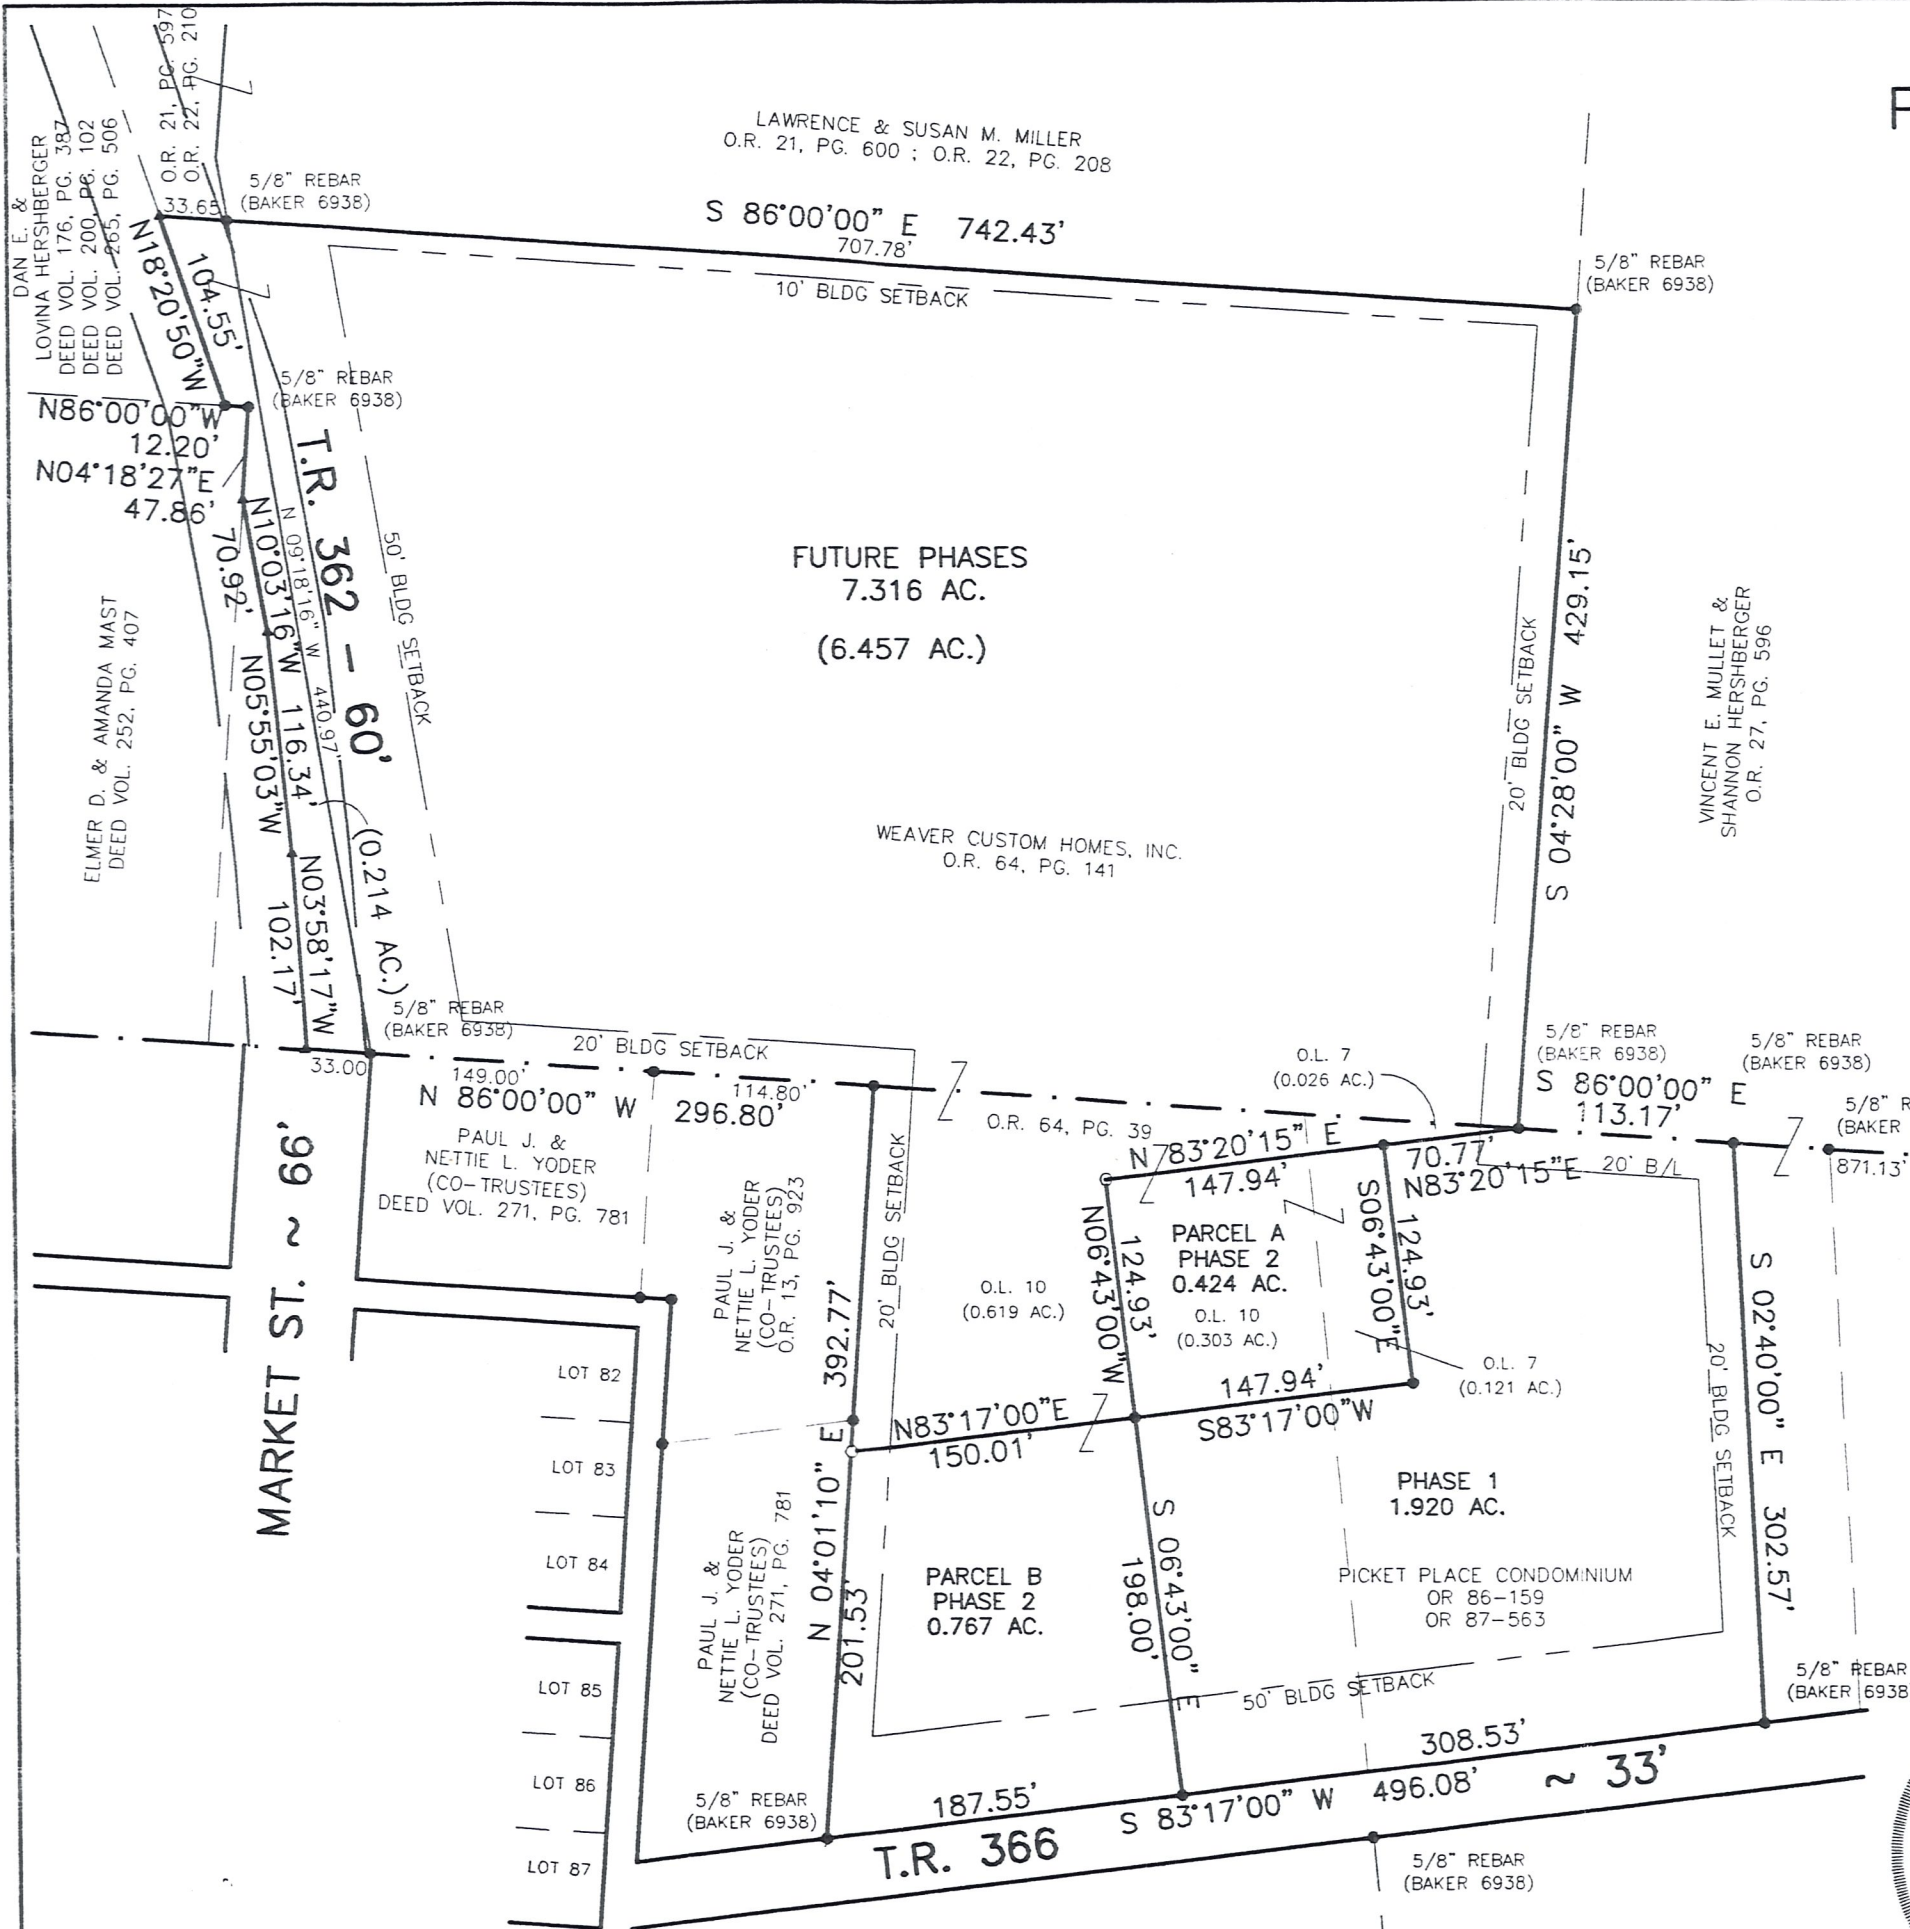 O.R. 21, PG. 597
O.R. 22, PG. 210
DAN E. &
LOVINA HERSHBERGER
DEED VOL. 176, PG. 387
DEED VOL. 200, PG. 102
DEED VOL. 265, PG. 506
LAWRENCE & SUSAN M. MILLER
O.R. 21, PG. 600 ; O.R. 22, PG. 208
5/8" REBAR
(BAKER 6938)
33.65
S 86°00'00" E 742.43'
707.78'
10' BLDG SETBACK
5/8" REBAR
(BAKER 6938)
N18°20'50"W
104.55'
5/8" REBAR
(BAKER 6938)
N86°00'00"W
12.20'
N04°18'27"E
47.86'
T.R. 362 – 60'
N10°03'16"W
70.92'
N 09°18'16" W 440.97'
N05°55'03"W
116.34'
N03°58'17"W
102.17'
(0.214 AC.)
50' BLDG SETBACK
FUTURE PHASES
7.316 AC.
(6.457 AC.)
WEAVER CUSTOM HOMES, INC.
O.R. 64, PG. 141
20' BLDG SETBACK
S 04°28'00" W 429.15'
VINCENT E. MULLET &
SHANNON HERSHBERGER
O.R. 27, PG. 596
ELMER D. & AMANDA MAST
DEED VOL. 252, PG. 407
5/8" REBAR
(BAKER 6938)
33.00
20' BLDG SETBACK
149.00'
114.80'
N 86°00'00" W 296.80'
O.R. 64, PG. 39
O.L. 7
(0.026 AC.)
5/8" REBAR
(BAKER 6938)
5/8" REBAR
(BAKER 6938)
S 86°00'00" E
113.17'
5/8" R
(BAKER
871.13'
N 83°20'15" E
147.94'
70.77'
N83°20'15"E
20' B/L
MARKET ST. ~ 66'
PAUL J. &
NETTIE L. YODER
(CO-TRUSTEES)
DEED VOL. 271, PG. 781
PAUL J. &
NETTIE L. YODER
(CO-TRUSTEES)
O.R. 13, PG. 923
20' BLDG SETBACK
N 04°01'10" E 392.77'
201.53'
O.L. 10
(0.619 AC.)
N06°43'00"W
124.93'
PARCEL A
PHASE 2
0.424 AC.
O.L. 10
(0.303 AC.)
S06°43'00"E
124.93'
O.L. 7
(0.121 AC.)
147.94'
S83°17'00"W
N83°17'00"E
150.01'
LOT 82
LOT 83
LOT 84
LOT 85
LOT 86
LOT 87
PAUL J. &
NETTIE L. YODER
(CO-TRUSTEES)
DEED VOL. 271, PG. 781
PARCEL B
PHASE 2
0.767 AC.
S 06°43'00" E
198.00'
PHASE 1
1.920 AC.
PICKET PLACE CONDOMINIUM
OR 86-159
OR 87-563
20' BLDG SETBACK
S 02°40'00" E 302.57'
50' BLDG SETBACK
5/8" REBAR
(BAKER 6938
5/8" REBAR
(BAKER 6938)
187.55'
308.53'
S 83°17'00" W 496.08'
T.R. 366 ~ 33'
5/8" REBAR
(BAKER 6938)